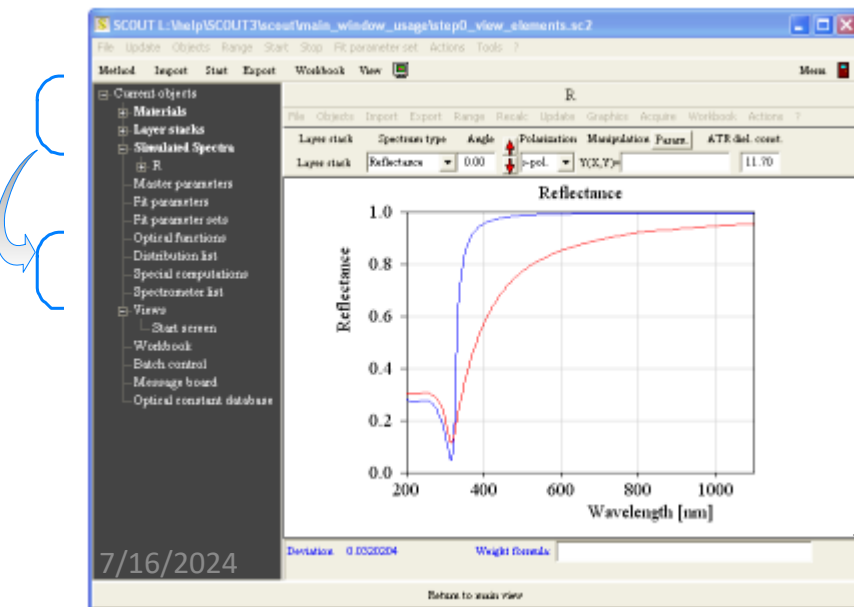 SCOUT L:\help\SCOUT3\scout\main_window_usage\step0_view_elements.sc2
File Update Objects Range Start Stop Fit parameter set Actions Tools ?
Method Import Start Export Workbook View Menu
Current objects
Materials
Layer stacks
Simulated Spectra
R
Master parameters
Fit parameters
Fit parameter sets
Optical functions
Distribution list
Special computations
Spectrometer list
Views
Start screen
Workbook
Batch control
Message board
Optical constant database
7/16/2024
R
File Objects Import Export Range Recalc Update Graphics Acquire Workbook Actions ?
Layer stack Spectrum type Angle Polarization Manipulation Param. ATR diel. const.
Layer stack Reflectance 0.00 s-pol. Y(X,Y)= 11.70
Reflectance
1.0
0.8
0.6
0.4
0.2
0.0
Reflectance
200 400 600 800 1000
Wavelength [nm]
Deviation 0.0320204 Weight formula:
Return to main view